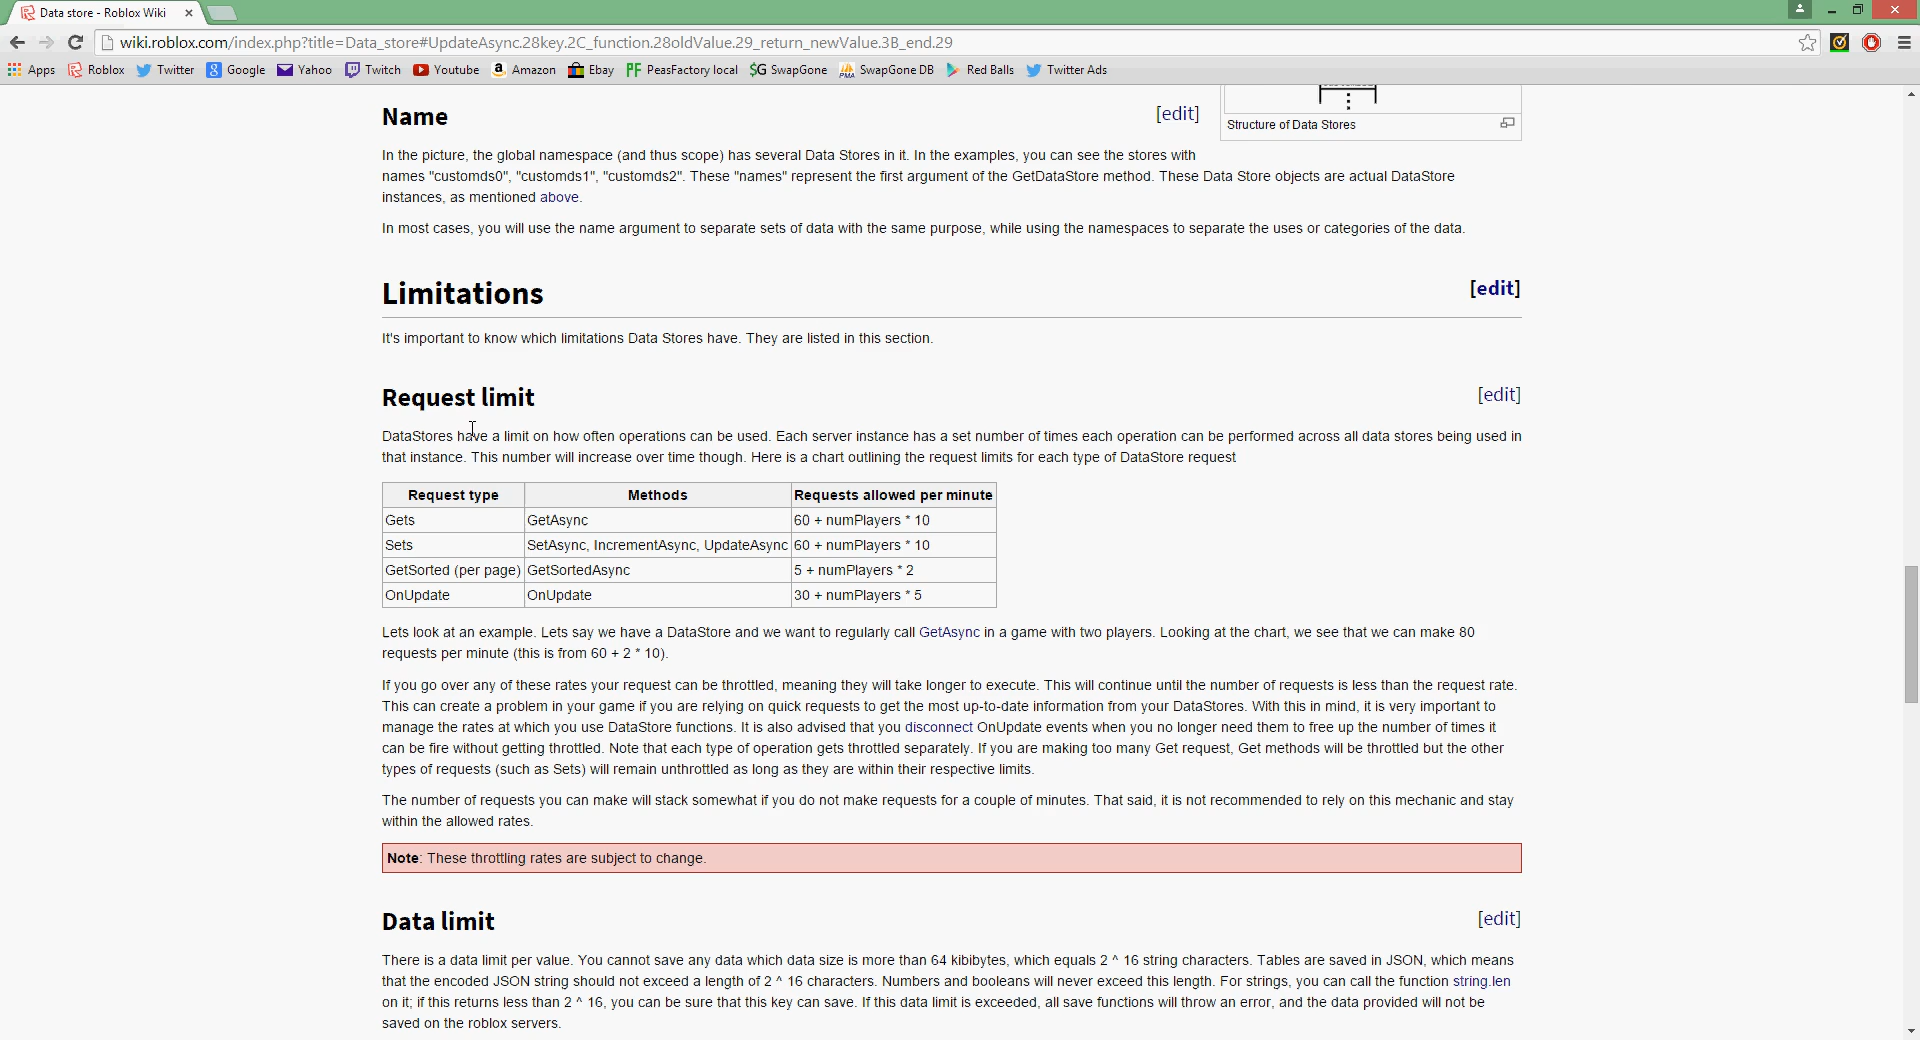 Data store - Roblox Wiki
wiki.roblox.com/index.php?title=Data_store#UpdateAsync.28key.2C_function.28oldValue.29_return_newValue.3B_end.29
Apps Roblox Twitter Google Yahoo Twitch Youtube Amazon Ebay PeasFactory local SwapGone SwapGone DB Red Balls Twitter Ads
Name [edit]
Structure of Data Stores
In the picture, the global namespace (and thus scope) has several Data Stores in it. In the examples, you can see the stores with
names "customds0", "customds1", "customds2". These "names" represent the first argument of the GetDataStore method. These Data Store objects are actual DataStore
instances, as mentioned above.
In most cases, you will use the name argument to separate sets of data with the same purpose, while using the namespaces to separate the uses or categories of the data.
Limitations [edit]
It's important to know which limitations Data Stores have. They are listed in this section.
Request limit [edit]
DataStores have a limit on how often operations can be used. Each server instance has a set number of times each operation can be performed across all data stores being used in
that instance. This number will increase over time though. Here is a chart outlining the request limits for each type of DataStore request
Request type Methods Requests allowed per minute
Gets GetAsync 60 + numPlayers * 10
Sets SetAsync, IncrementAsync, UpdateAsync 60 + numPlayers * 10
GetSorted (per page) GetSortedAsync 5 + numPlayers * 2
OnUpdate OnUpdate 30 + numPlayers * 5
Lets look at an example. Lets say we have a DataStore and we want to regularly call GetAsync in a game with two players. Looking at the chart, we see that we can make 80
requests per minute (this is from 60 + 2 * 10).
If you go over any of these rates your request can be throttled, meaning they will take longer to execute. This will continue until the number of requests is less than the request rate.
This can create a problem in your game if you are relying on quick requests to get the most up-to-date information from your DataStores. With this in mind, it is very important to
manage the rates at which you use DataStore functions. It is also advised that you disconnect OnUpdate events when you no longer need them to free up the number of times it
can be fire without getting throttled. Note that each type of operation gets throttled separately. If you are making too many Get request, Get methods will be throttled but the other
types of requests (such as Sets) will remain unthrottled as long as they are within their respective limits.
The number of requests you can make will stack somewhat if you do not make requests for a couple of minutes. That said, it is not recommended to rely on this mechanic and stay
within the allowed rates.
Note: These throttling rates are subject to change.
Data limit [edit]
There is a data limit per value. You cannot save any data which data size is more than 64 kibibytes, which equals 2 ^ 16 string characters. Tables are saved in JSON, which means
that the encoded JSON string should not exceed a length of 2 ^ 16 characters. Numbers and booleans will never exceed this length. For strings, you can call the function string.len
on it; if this returns less than 2 ^ 16, you can be sure that this key can save. If this data limit is exceeded, all save functions will throw an error, and the data provided will not be
saved on the roblox servers.